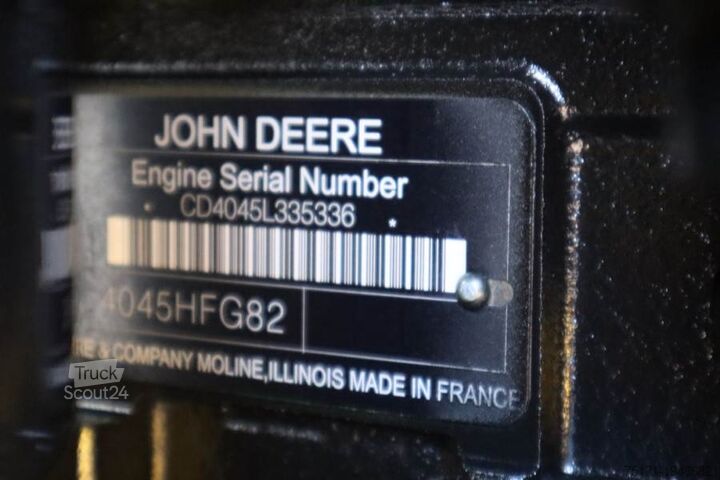 JOHN DEERE
Engine Serial Number
* CD4045L335336 *
4045HFG82
& COMPANY MOLINE,ILLINOIS MADE IN FRANCE
Truck
Scout24